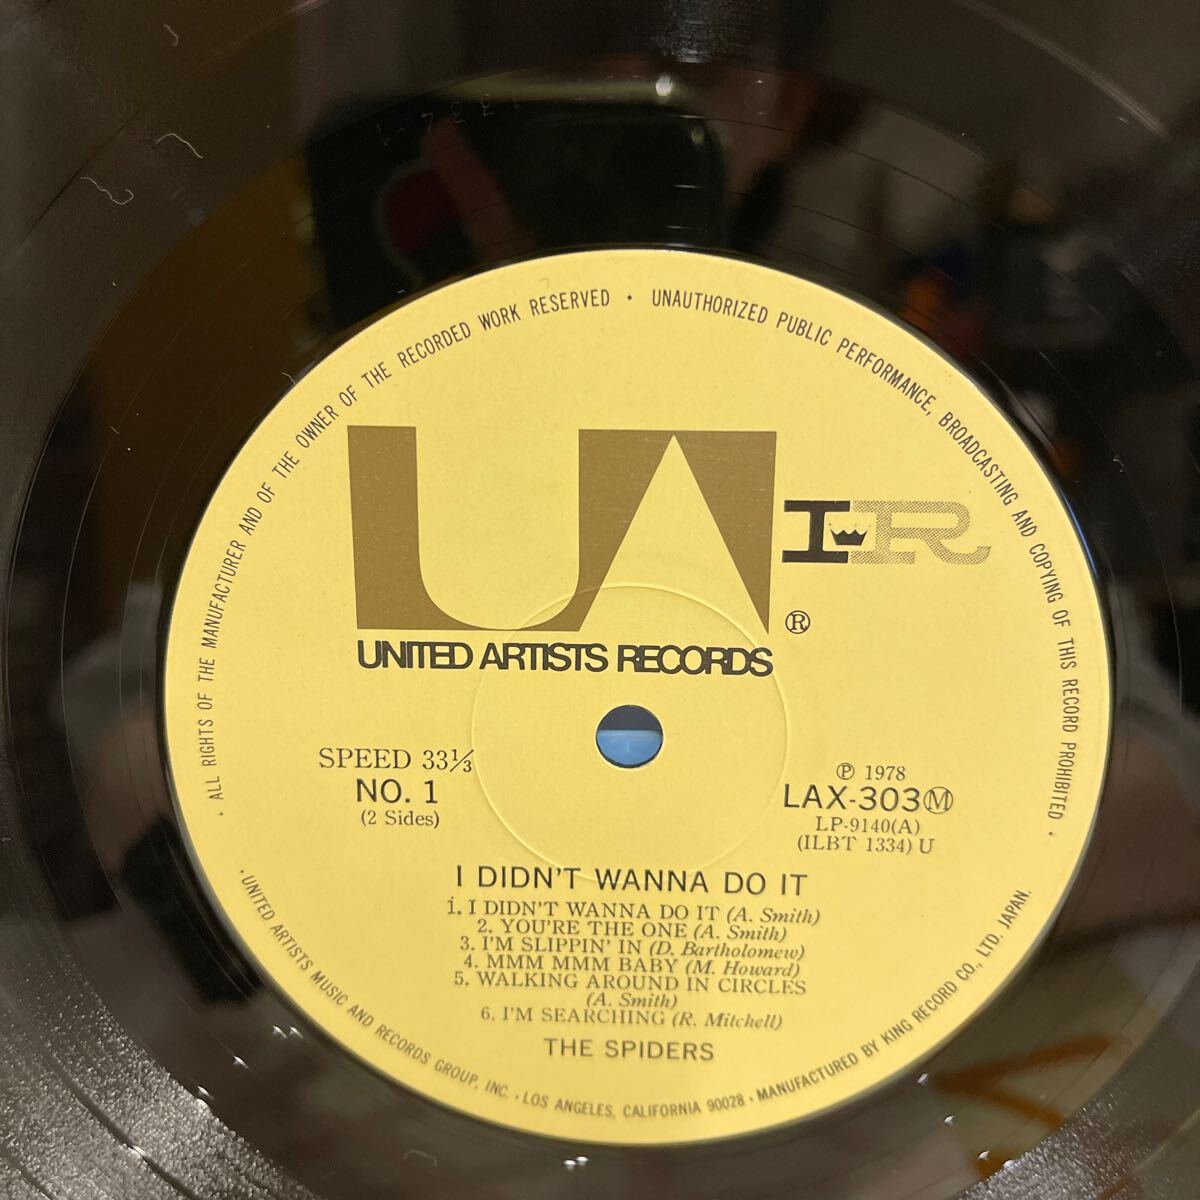 · ALL RIGHTS OF THE MANUFACTURER AND OF THE OWNER OF THE RECORDED WORK RESERVED · UNAUTHORIZED PUBLIC PERFORMANCE, BROADCASTING AND COPYING OF THIS RECORD PROHIBITED ·
UA
IR
®
UNITED ARTISTS RECORDS
SPEED 33⅓
NO. 1
(2 Sides)
Ⓟ 1978
LAX-303Ⓜ
LP-9140(A)
(ILBT 1334) U
I DIDN'T WANNA DO IT
1. I DIDN'T WANNA DO IT (A. Smith)
2. YOU'RE THE ONE (A. Smith)
3. I'M SLIPPIN' IN (D. Bartholomew)
4. MMM MMM BABY (M. Howard)
5. WALKING AROUND IN CIRCLES
(A. Smith)
6. I'M SEARCHING (R. Mitchell)
THE SPIDERS
· UNITED ARTISTS MUSIC AND RECORDS GROUP, INC. · LOS ANGELES, CALIFORNIA 90028 · MANUFACTURED BY KING RECORD CO., LTD. JAPAN.